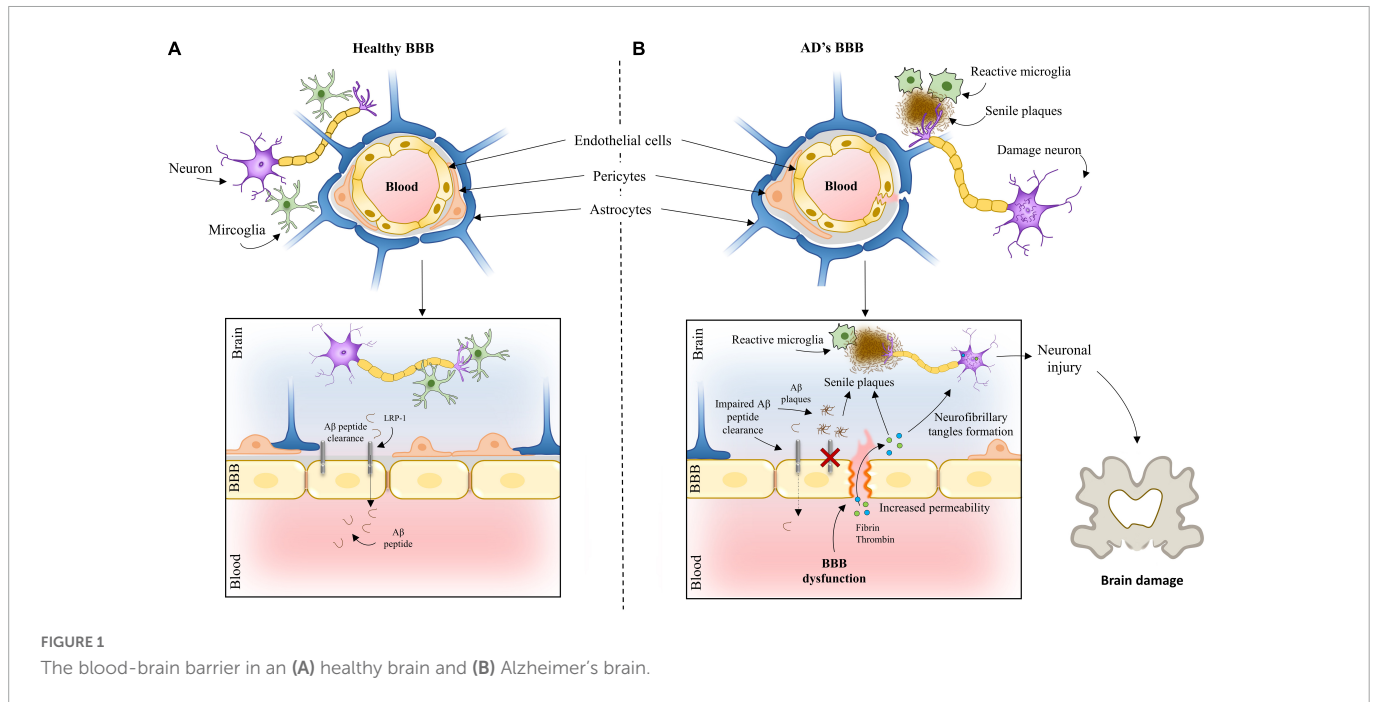 A
Healthy BBB
Neuron
Mircoglia
Blood
Endothelial cells
Pericytes
Astrocytes
B
AD's BBB
Blood
Reactive microglia
Senile plaques
Damage neuron
Brain
BBB
Blood
Aβ peptide
clearance
LRP-1
Aβ
peptide
Brain
BBB
Blood
Reactive microglia
Senile plaques
Aβ
plaques
Impaired Aβ
peptide
clearance
Neurofibrillary
tangles formation
Increased permeability
Fibrin
Thrombin
BBB
dysfunction
Neuronal
injury
Brain damage
FIGURE 1
The blood-brain barrier in an (A) healthy brain and (B) Alzheimer's brain.